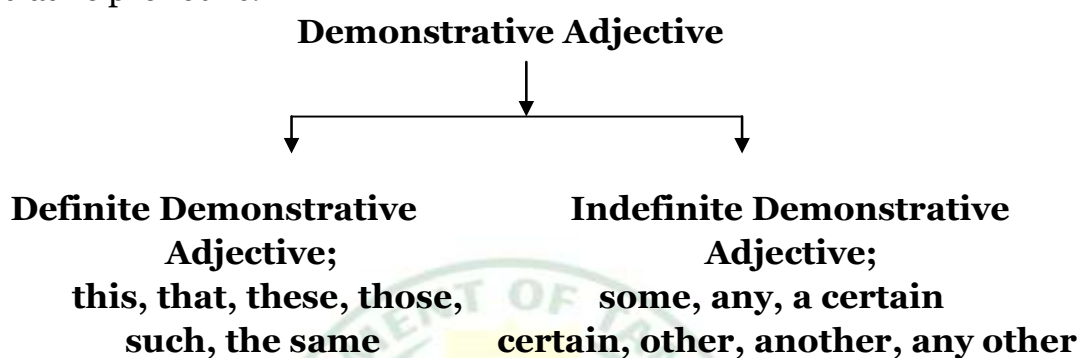 Demonstrative Adjective
Definite Demonstrative Adjective;
this, that, these, those,
such, the same
Indefinite Demonstrative Adjective;
some, any, a certain
certain, other, another, any other